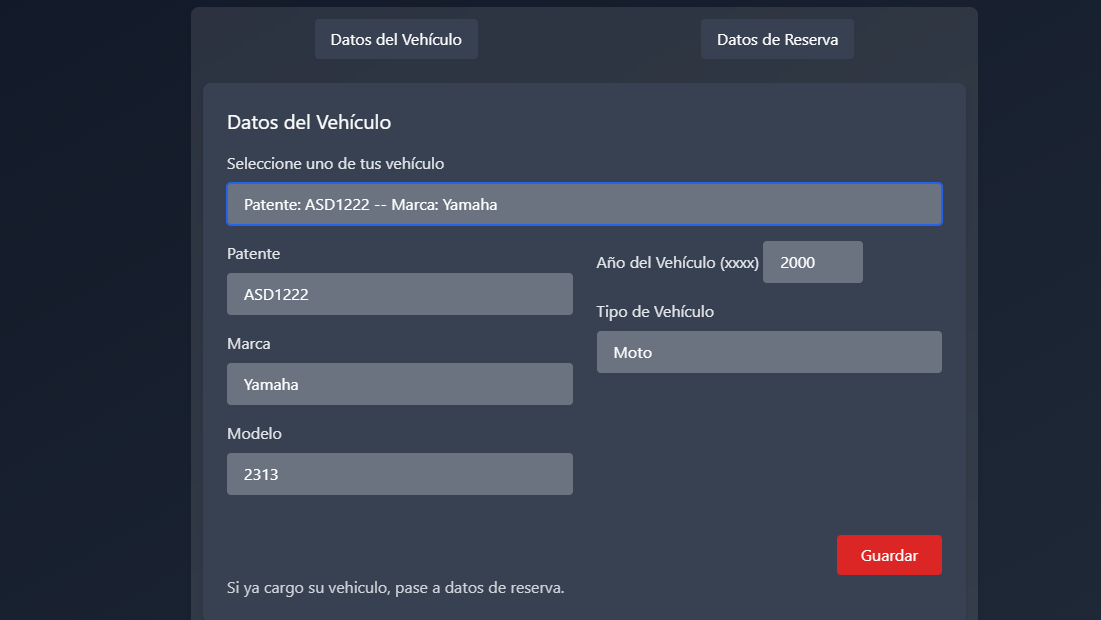 Datos del Vehículo
Datos de Reserva
Datos del Vehículo
Seleccione uno de tus vehículo
Patente: ASD1222 -- Marca: Yamaha
Patente
ASD1222
Marca
Yamaha
Modelo
2313
Año del Vehículo (xxxx)
2000
Tipo de Vehículo
Moto
Guardar
Si ya cargo su vehiculo, pase a datos de reserva.